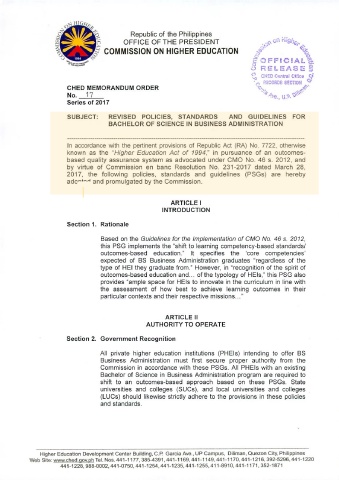 Republic of the Philippines
OFFICE OF THE PRESIDENT
COMMISSION ON HIGHER EDUCATION
COMMISSION ON HIGHER EDUCATION
OFFICIAL
RELEASE
CHED Central Office
RECORDS SECTION
C.P. Garcia Ave., U.P. Diliman, Q.C.
CHED MEMORANDUM ORDER
No. 17
Series of 2017
SUBJECT: REVISED POLICIES, STANDARDS AND GUIDELINES FOR
BACHELOR OF SCIENCE IN BUSINESS ADMINISTRATION
In accordance with the pertinent provisions of Republic Act (RA) No. 7722, otherwise
known as the "Higher Education Act of 1994," in pursuance of an outcomes-
based quality assurance system as advocated under CMO No. 46 s. 2012, and
by virtue of Commission en banc Resolution No. 231-2017 dated March 28,
2017, the following policies, standards and guidelines (PSGs) are hereby
and promulgated by the Commission.
ARTICLE I
INTRODUCTION
Section 1. Rationale
Based on the Guidelines for the Implementation of CMO No. 46 s. 2012,
this PSG implements the "shift to learning competency-based standards/
outcomes-based education." It specifies the 'core competencies'
expected of BS Business Administration graduates "regardless of the
type of HEI they graduate from." However, in "recognition of the spirit of
outcomes-based education and... of the typology of HEIs," this PSG also
provides "ample space for HEIs to innovate in the curriculum in line with
the assessment of how best to achieve learning outcomes in their
particular contexts and their respective missions..."
ARTICLE II
AUTHORITY TO OPERATE
Section 2. Government Recognition
All private higher education institutions (PHEIs) intending to offer BS
Business Administration must first secure proper authority from the
Commission in accordance with these PSGs. All PHEIs with an existing
Bachelor of Science in Business Administration program are required to
shift to an outcomes-based approach based on these PSGs. State
universities and colleges (SUCs), and local universities and colleges
(LUCs) should likewise strictly adhere to the provisions in these policies
and standards.
Higher Education Development Center Building, C.P. Garcia Ave., UP Campus, Diliman, Quezon City, Philippines
Web Site: www.ched.gov.ph Tel. Nos. 441-1177, 385-4391, 441-1169, 441-1149, 441-1170, 441-1216, 392-5296, 441-1220
441-1228, 988-0002, 441-0750, 441-1254, 441-1235, 441-1255, 411-8910, 441-1171, 352-1871